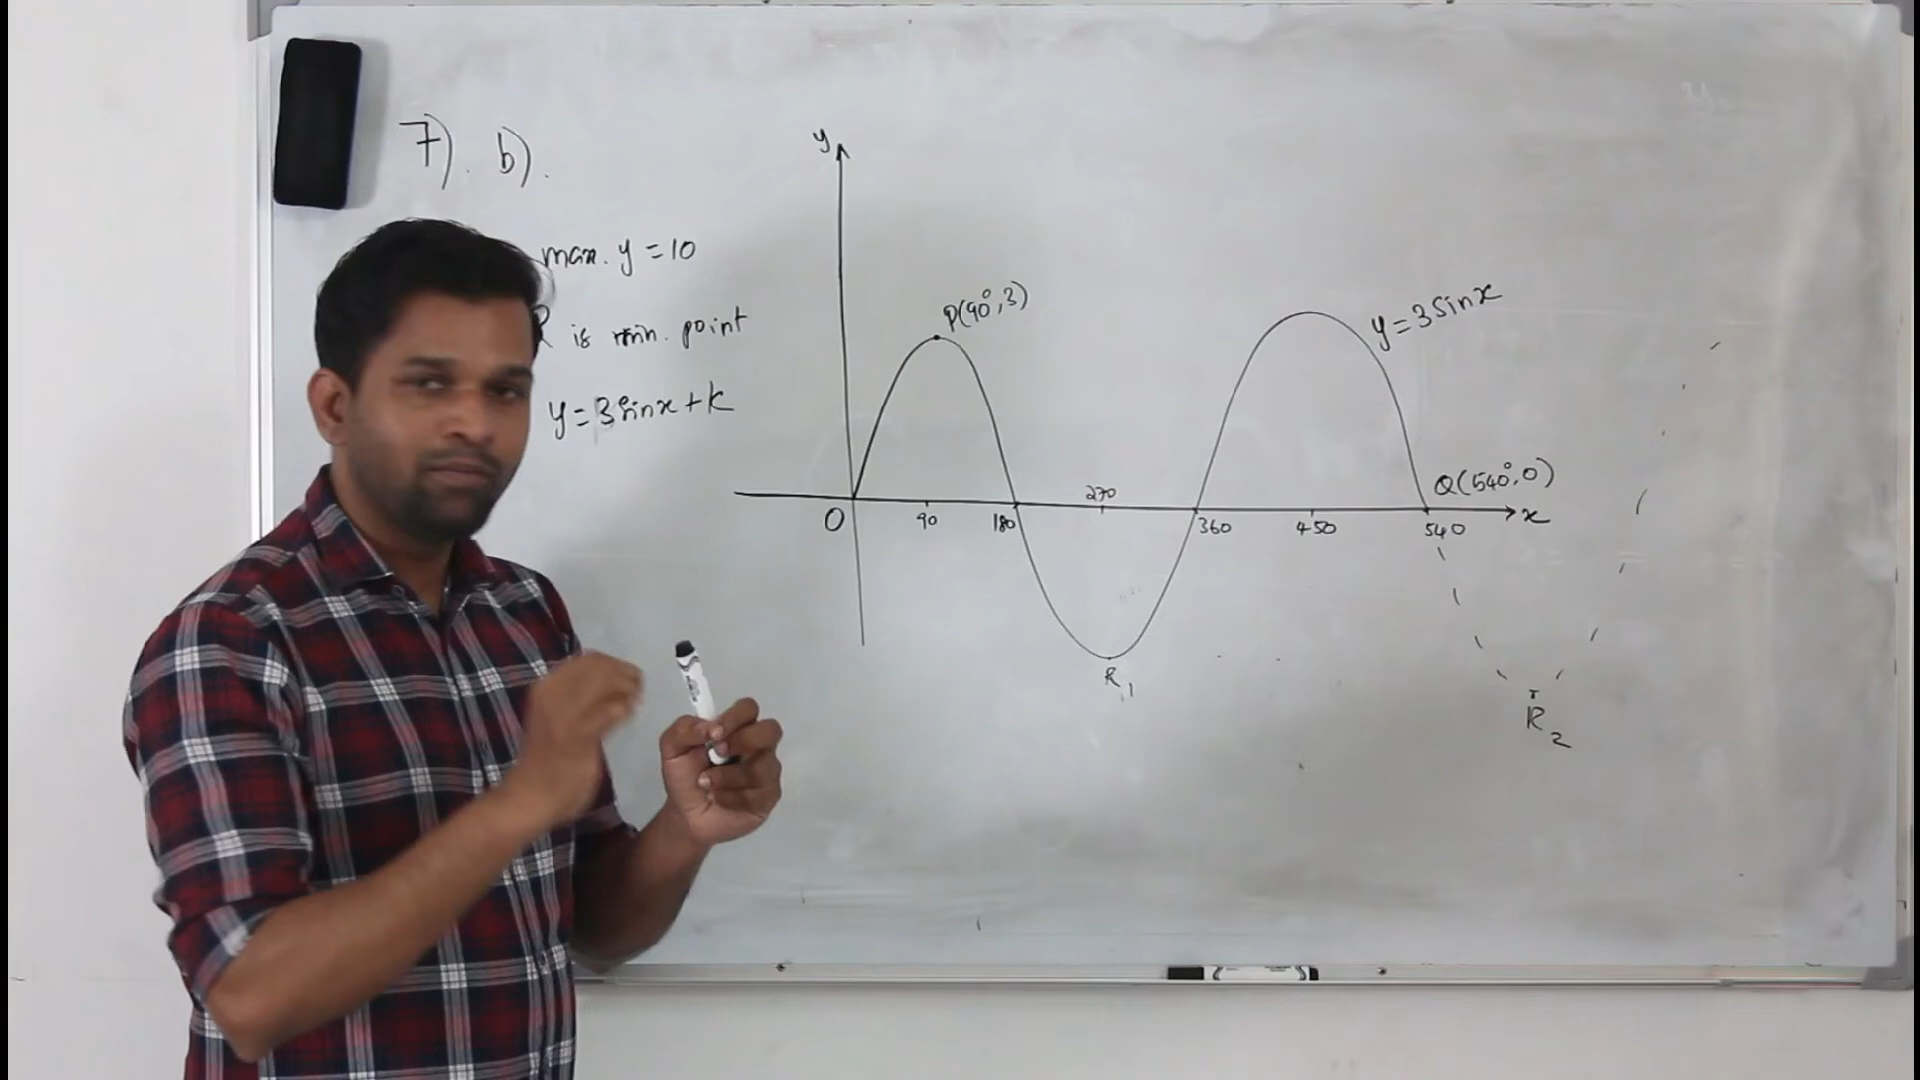 7). b).
max. y = 10
R is min. point
y = 3 sin x + k
y
P(90°, 3)
y = 3 sin x
270
Q(540°, 0)
O 90 180 360 450 540 x
R1
R2